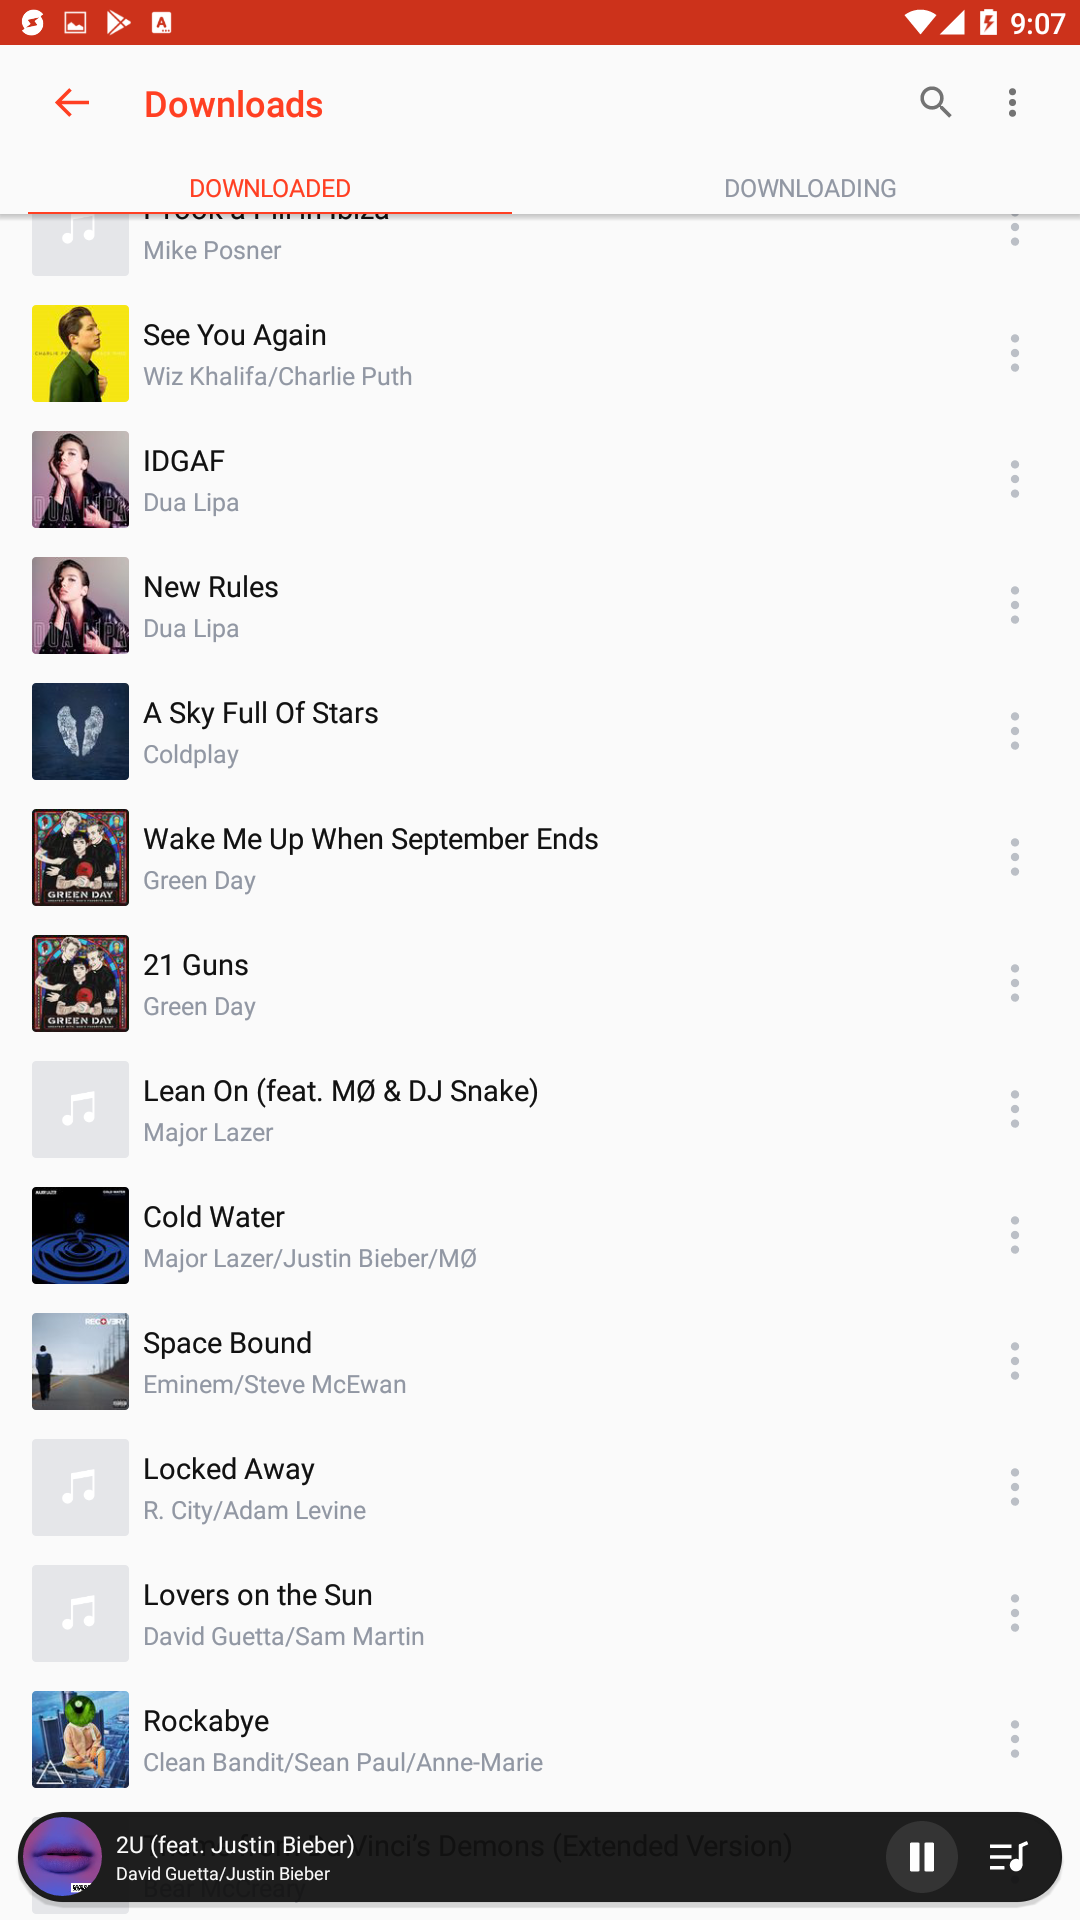 9:07
Downloads
DOWNLOADED
DOWNLOADING
Mike Posner
See You Again
Wiz Khalifa/Charlie Puth
IDGAF
Dua Lipa
New Rules
Dua Lipa
A Sky Full Of Stars
Coldplay
Wake Me Up When September Ends
Green Day
21 Guns
Green Day
Lean On (feat. MØ & DJ Snake)
Major Lazer
Cold Water
Major Lazer/Justin Bieber/MØ
Space Bound
Eminem/Steve McEwan
Locked Away
R. City/Adam Levine
Lovers on the Sun
David Guetta/Sam Martin
Rockabye
Clean Bandit/Sean Paul/Anne-Marie
Vinci's Demons (Extended Version)
2U (feat. Justin Bieber)
David Guetta/Justin Bieber